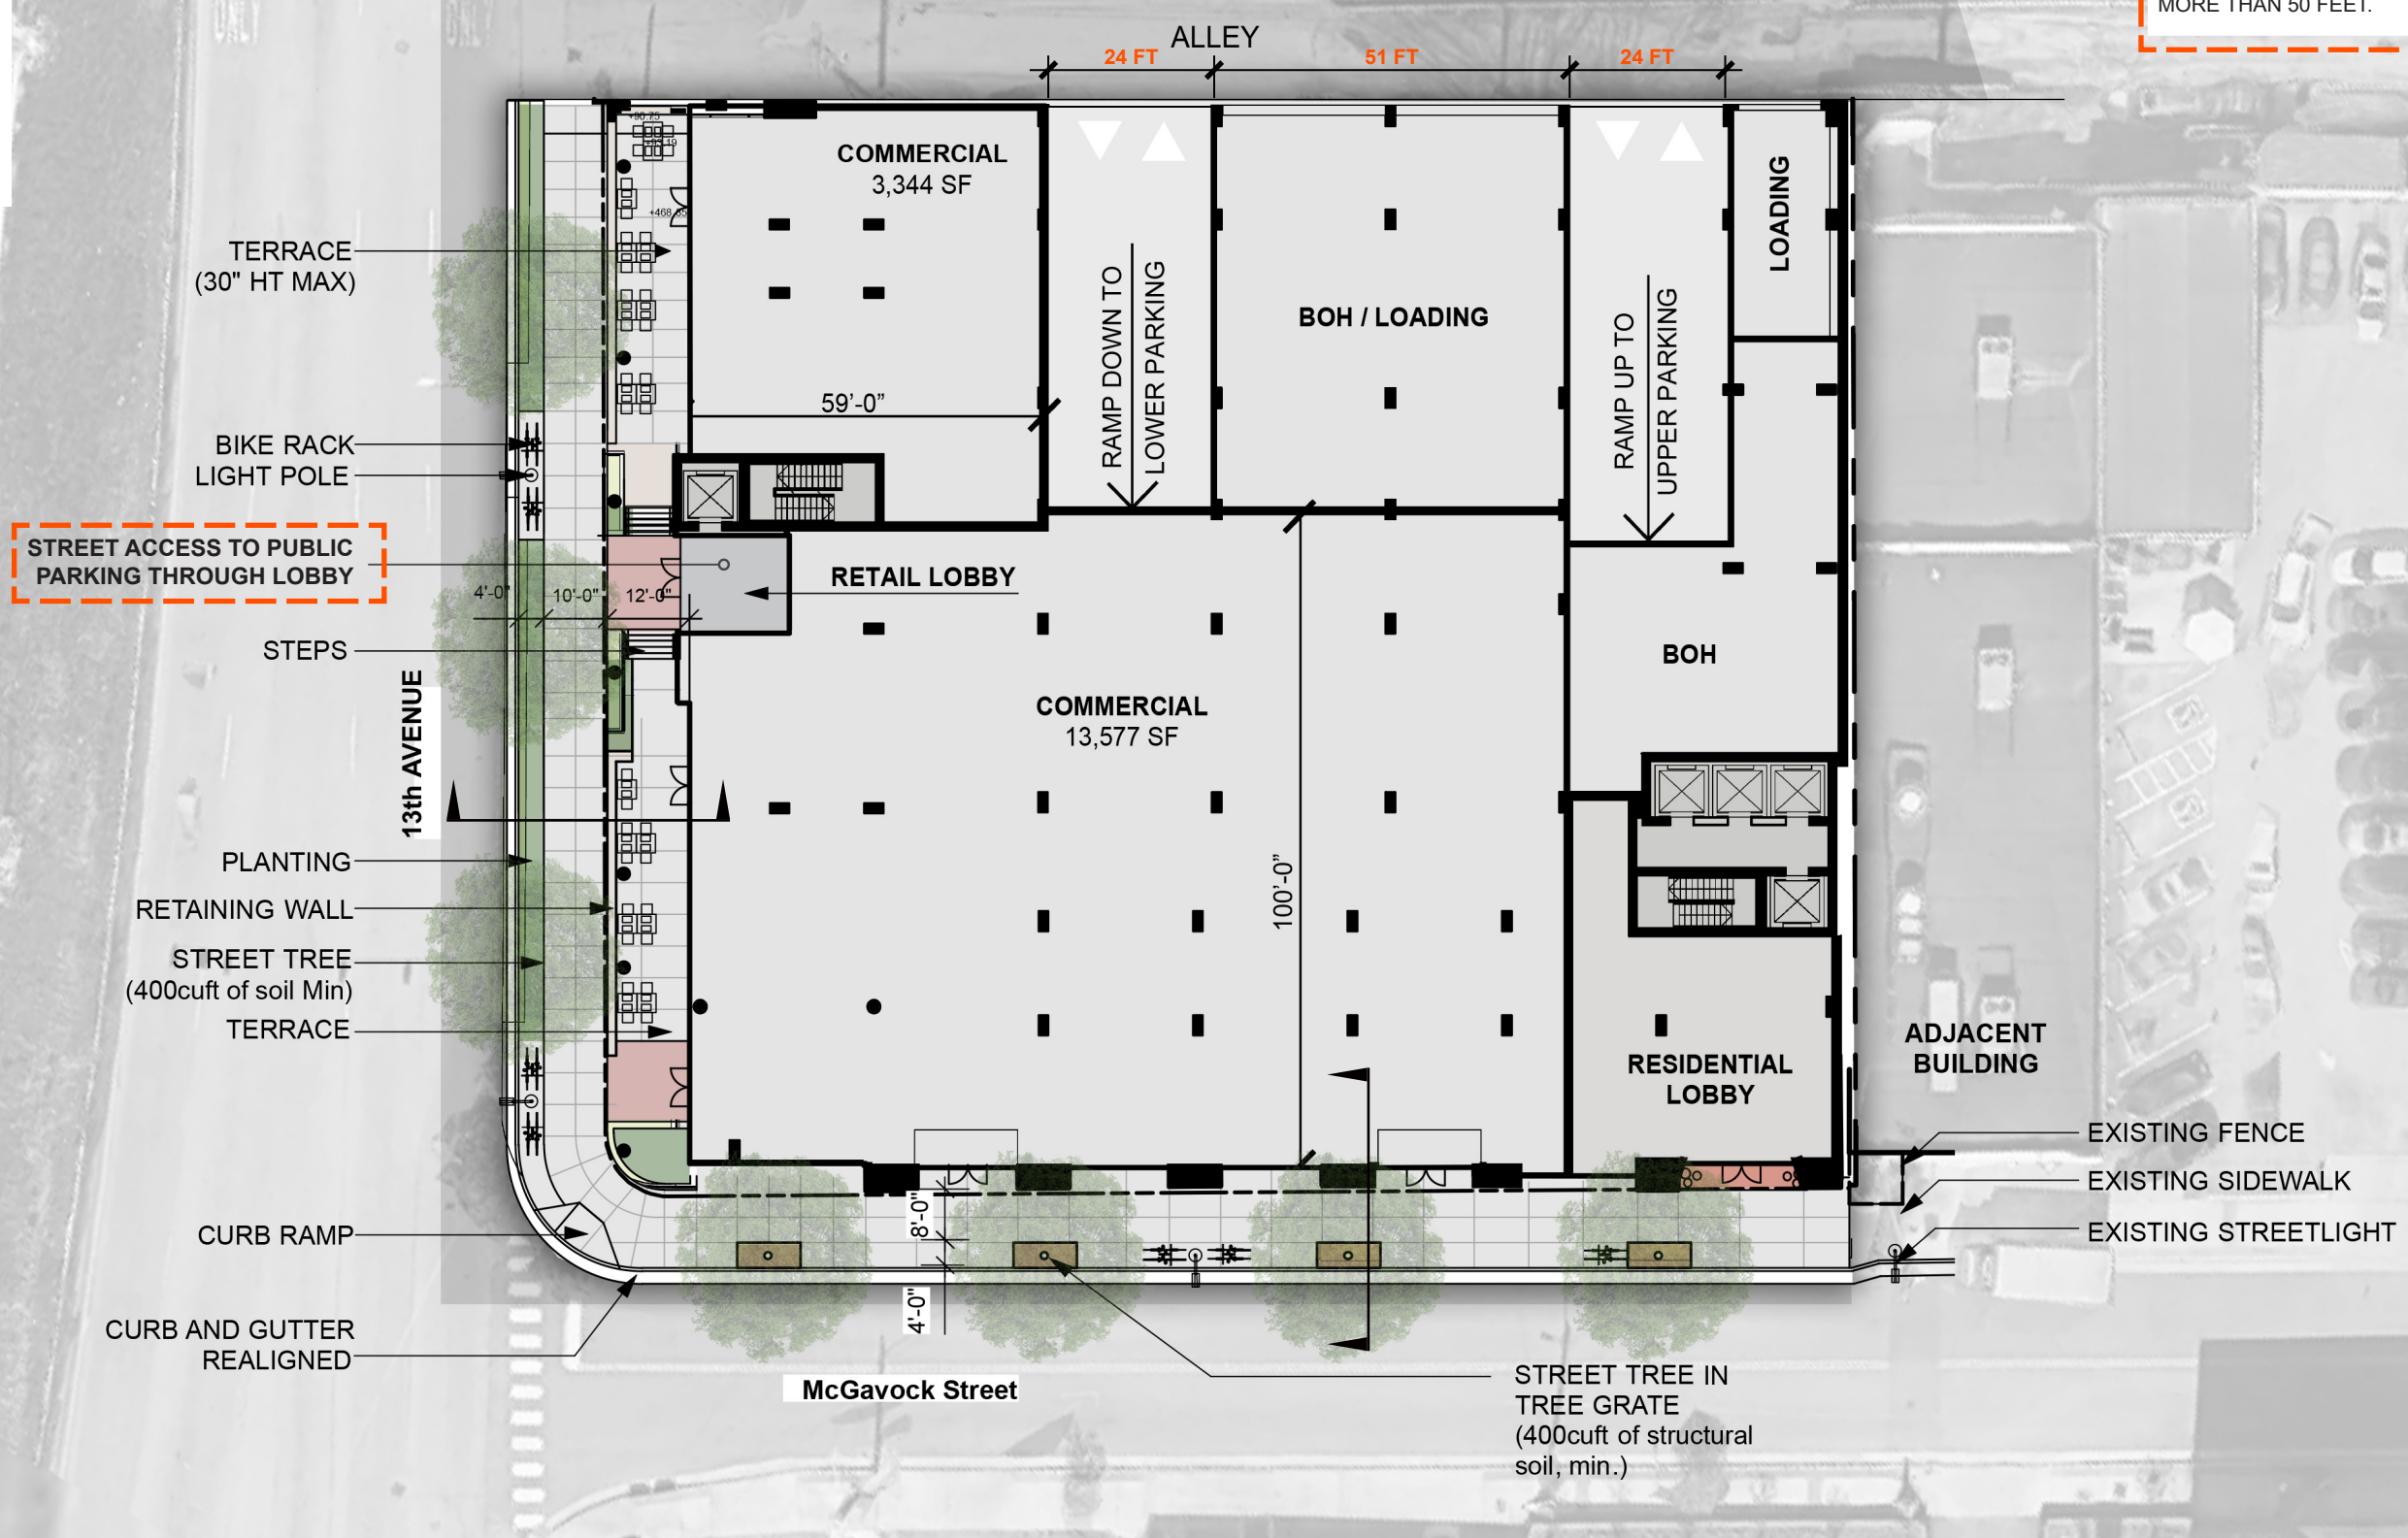 MORE THAN 50 FEET.
ALLEY
24 FT
51 FT
24 FT
COMMERCIAL
3,344 SF
LOADING
+90.75
TERRACE
(30" HT MAX)
RAMP DOWN TO
LOWER PARKING
BOH / LOADING
RAMP UP TO
UPPER PARKING
59’-0”
BIKE RACK
LIGHT POLE
STREET ACCESS TO PUBLIC
PARKING THROUGH LOBBY
RETAIL LOBBY
4'-0"
10'-0"
12'-0"
STEPS
BOH
13th AVENUE
COMMERCIAL
13,577 SF
PLANTING
RETAINING WALL
100’-0”
STREET TREE
(400cuft of soil Min)
TERRACE
RESIDENTIAL
LOBBY
ADJACENT
BUILDING
EXISTING FENCE
EXISTING SIDEWALK
EXISTING STREETLIGHT
CURB RAMP
8'-0"
4'-0"
CURB AND GUTTER
REALIGNED
McGavock Street
STREET TREE IN
TREE GRATE
(400cuft of structural
soil, min.)